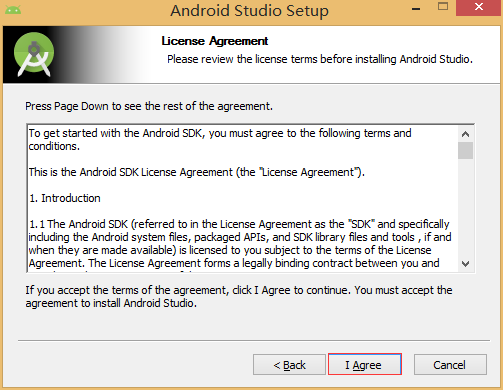 Android Studio Setup
License Agreement
Please review the license terms before installing Android Studio.
Press Page Down to see the rest of the agreement.
To get started with the Android SDK, you must agree to the following terms and
conditions.
This is the Android SDK License Agreement (the "License Agreement").
1. Introduction
1.1 The Android SDK (referred to in the License Agreement as the "SDK" and specifically
including the Android system files, packaged APIs, and SDK library files and tools , if and
when they are made available) is licensed to you subject to the terms of the License
Agreement. The License Agreement forms a legally binding contract between you and
If you accept the terms of the agreement, click I Agree to continue. You must accept the
agreement to install Android Studio.
< Back
I Agree
Cancel